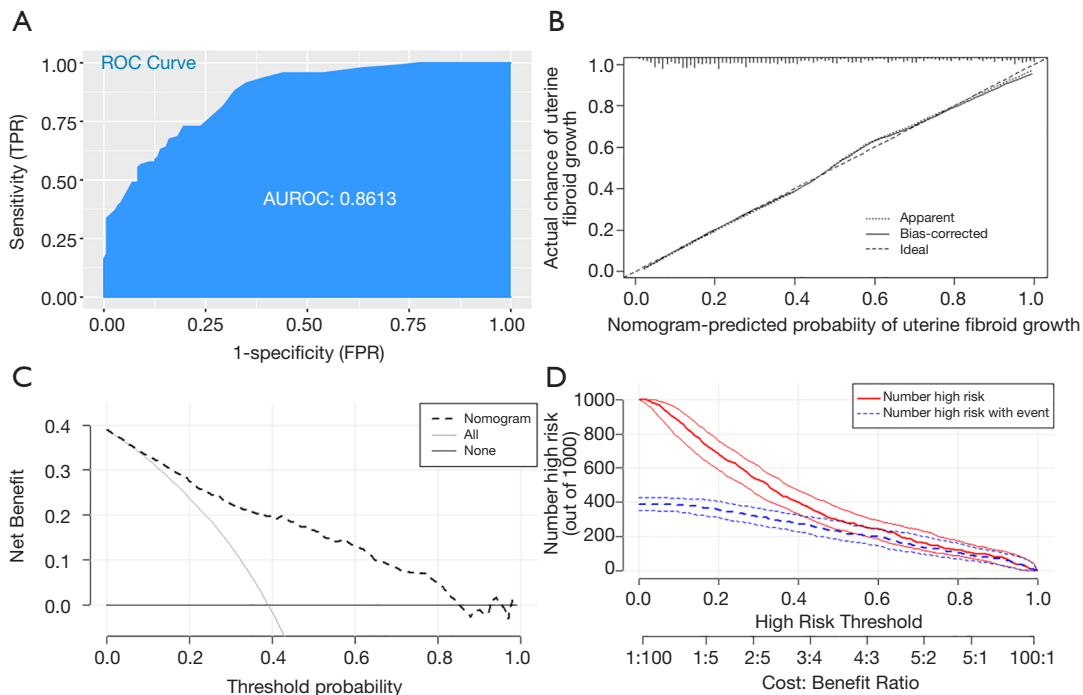 A
ROC Curve
1.00
0.75
0.50
0.25
0.00
Sensitivity (TPR)
AUROC: 0.8613
0.00 0.25 0.50 0.75 1.00
1-specificity (FPR)
B
Actual chance of uterine
fibroid growth
1.0
0.8
0.6
0.4
0.2
0.0
Apparent
Bias-corrected
Ideal
0.0 0.2 0.4 0.6 0.8 1.0
Nomogram-predicted probabiity of uterine fibroid growth
C
Net Benefit
0.4
0.3
0.2
0.1
0.0
Nomogram
All
None
0.0 0.2 0.4 0.6 0.8 1.0
Threshold probability
D
Number high risk
(out of 1000)
1000
800
600
400
200
0
Number high risk
Number high risk with event
0.0 0.2 0.4 0.6 0.8 1.0
High Risk Threshold
1:100 1:5 2:5 3:4 4:3 5:2 5:1 100:1
Cost: Benefit Ratio